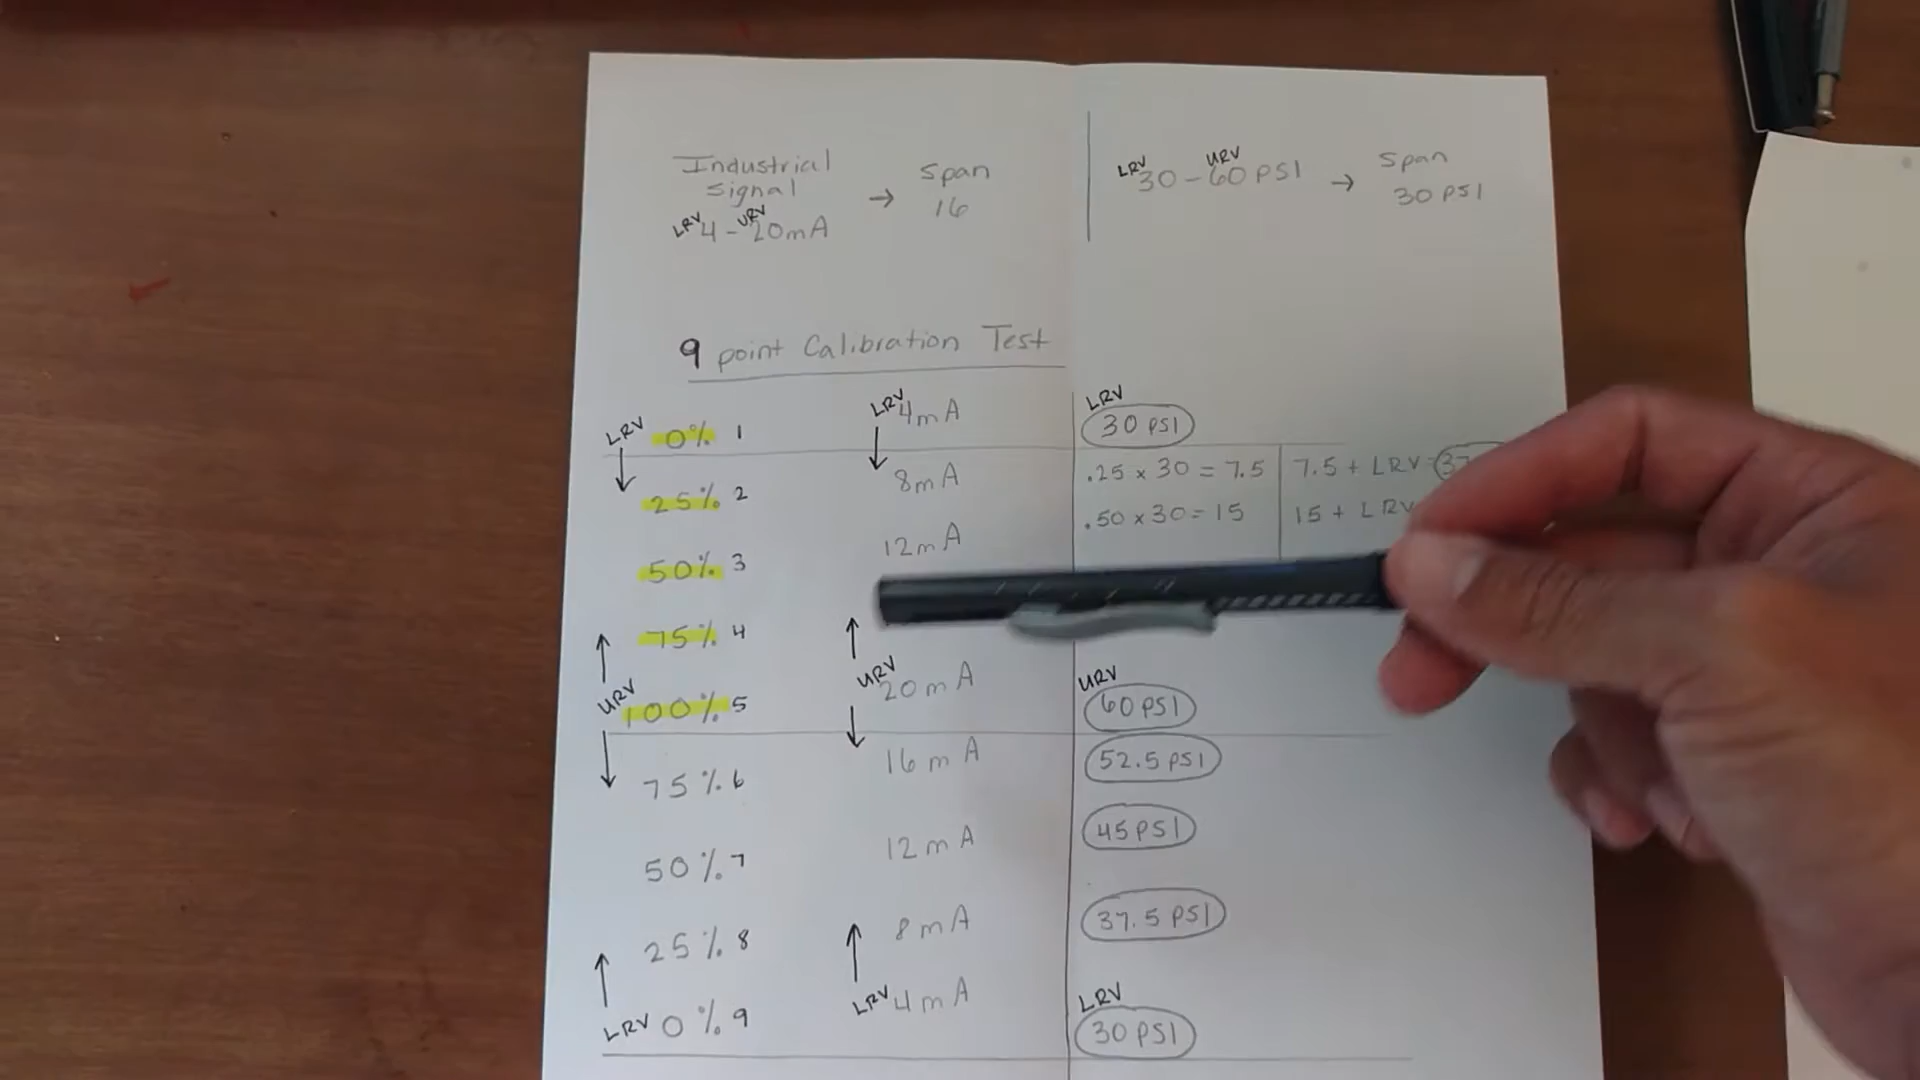 Industrial
Signal
LRV 4 - URV 20mA
→
Span
16
LRV 30 - URV 60 PSI
→
Span
30 PSI
9 point Calibration Test
LRV 0% 1
LRV 4mA
LRV
30 PSI
25% 2
8mA
.25 x 30 = 7.5
7.5 + LRV
50% 3
12mA
.50 x 30 = 15
15 + LRV
75% 4
URV 100% 5
URV 20mA
URV
60 PSI
75% 6
16mA
52.5 PSI
50% 7
12mA
45 PSI
25% 8
8mA
37.5 PSI
LRV 0% 9
LRV 4mA
LRV
30 PSI